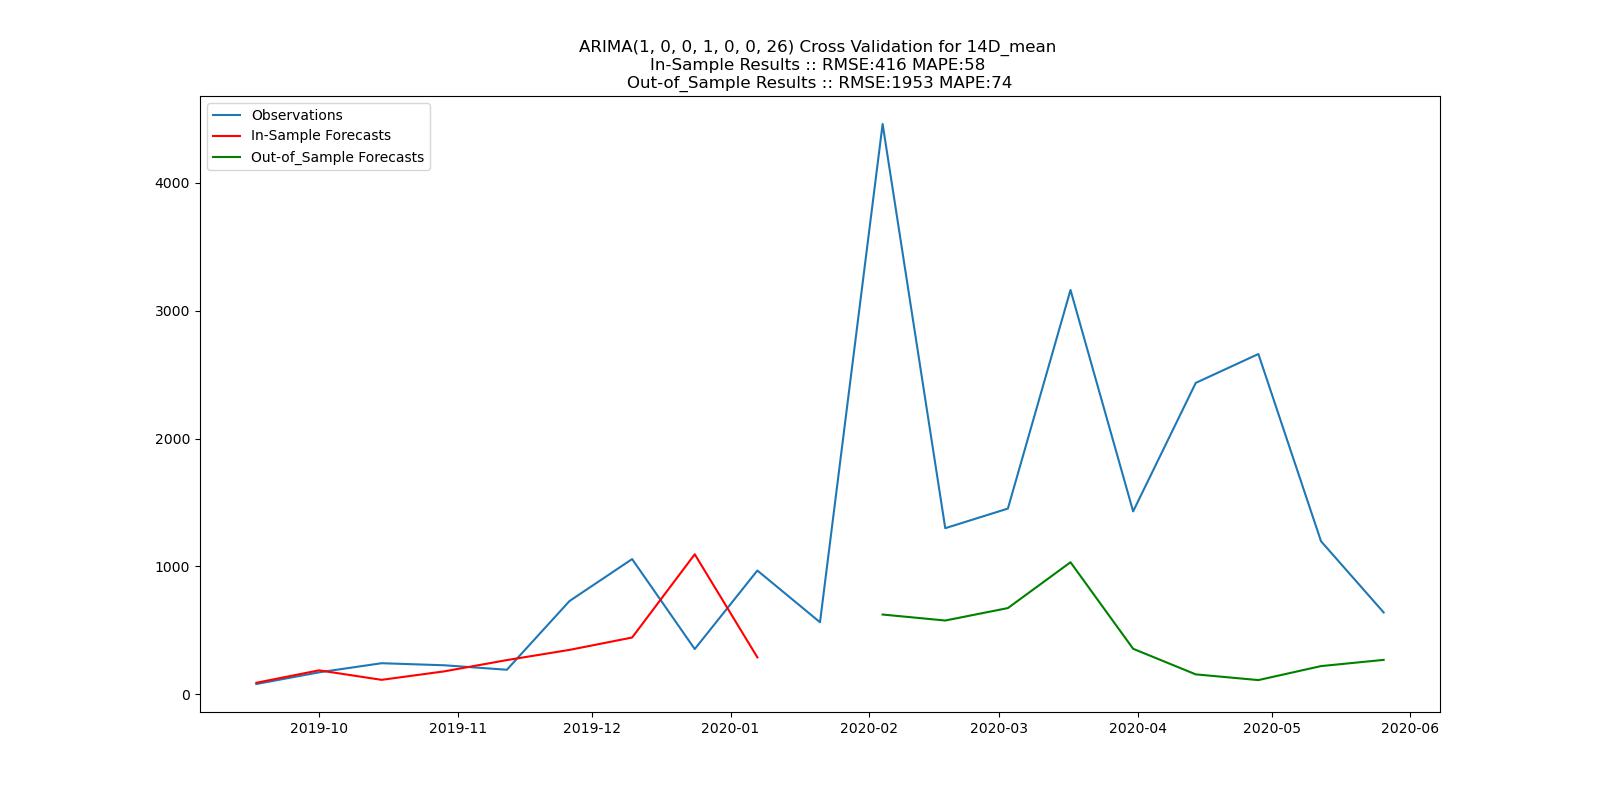 ARIMA(1, 0, 0, 1, 0, 0, 26) Cross Validation for 14D_mean
In-Sample Results :: RMSE:416 MAPE:58
Out-of_Sample Results :: RMSE:1953 MAPE:74
Observations
In-Sample Forecasts
Out-of_Sample Forecasts
4000
3000
2000
1000
0
2019-10 2019-11 2019-12 2020-01 2020-02 2020-03 2020-04 2020-05 2020-06